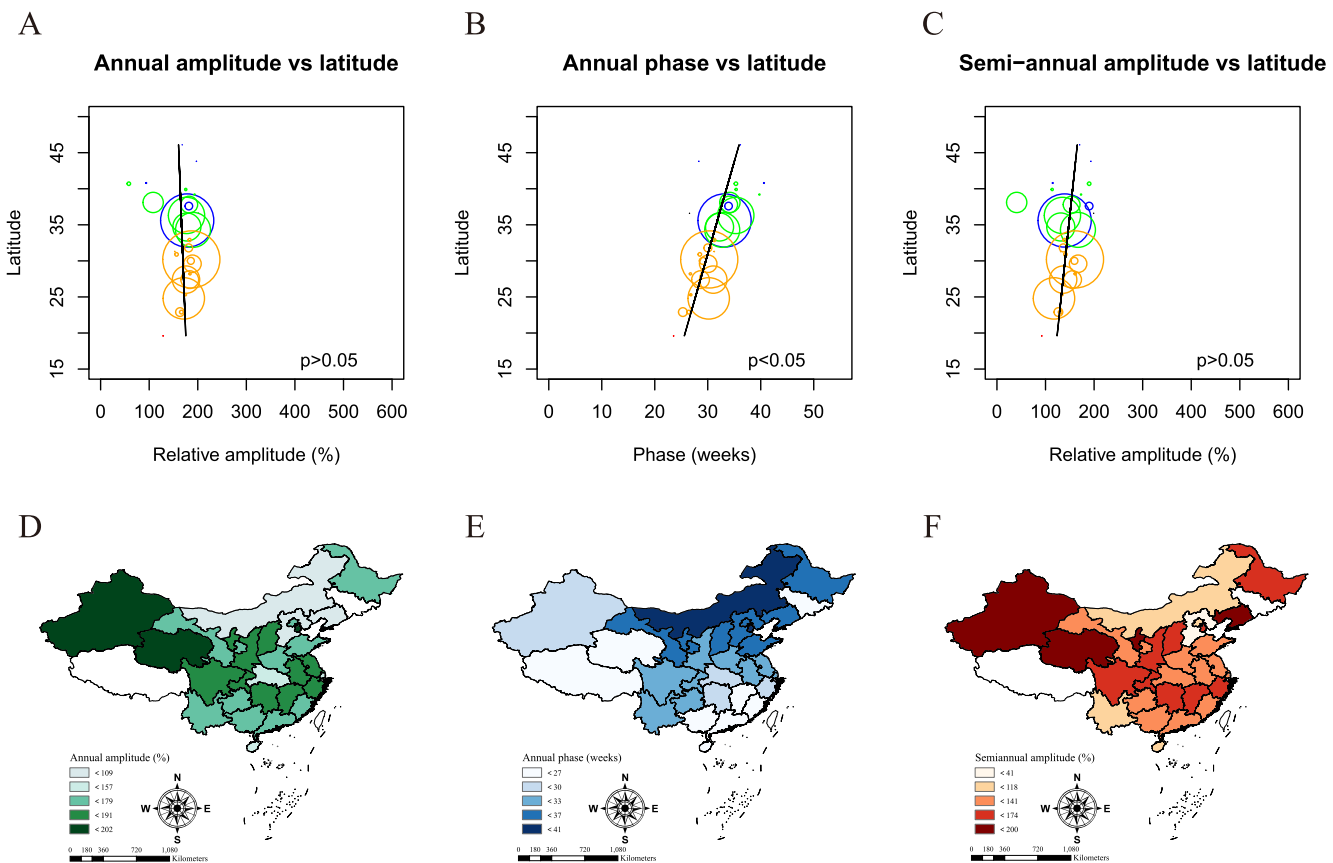 A
Annual amplitude vs latitude
Latitude
45
35
25
15
p>0.05
0 100 200 300 400 500 600
Relative amplitude (%)
B
Annual phase vs latitude
Latitude
45
35
25
15
p<0.05
0 10 20 30 40 50
Phase (weeks)
C
Semi−annual amplitude vs latitude
Latitude
45
35
25
15
p>0.05
0 100 200 300 400 500 600
Relative amplitude (%)
D
Annual amplitude (%)
< 109
< 157
< 179
< 191
< 202
N
W E
S
0 180 360 720 1,080
Kilometers
E
Annual phase (weeks)
< 27
< 30
< 33
< 37
< 41
N
W E
S
0 180 360 720 1,080
Kilometers
F
Semiannual amplitude (%)
< 41
< 118
< 141
< 174
< 200
N
W E
S
0 180 360 720 1,080
Kilometers